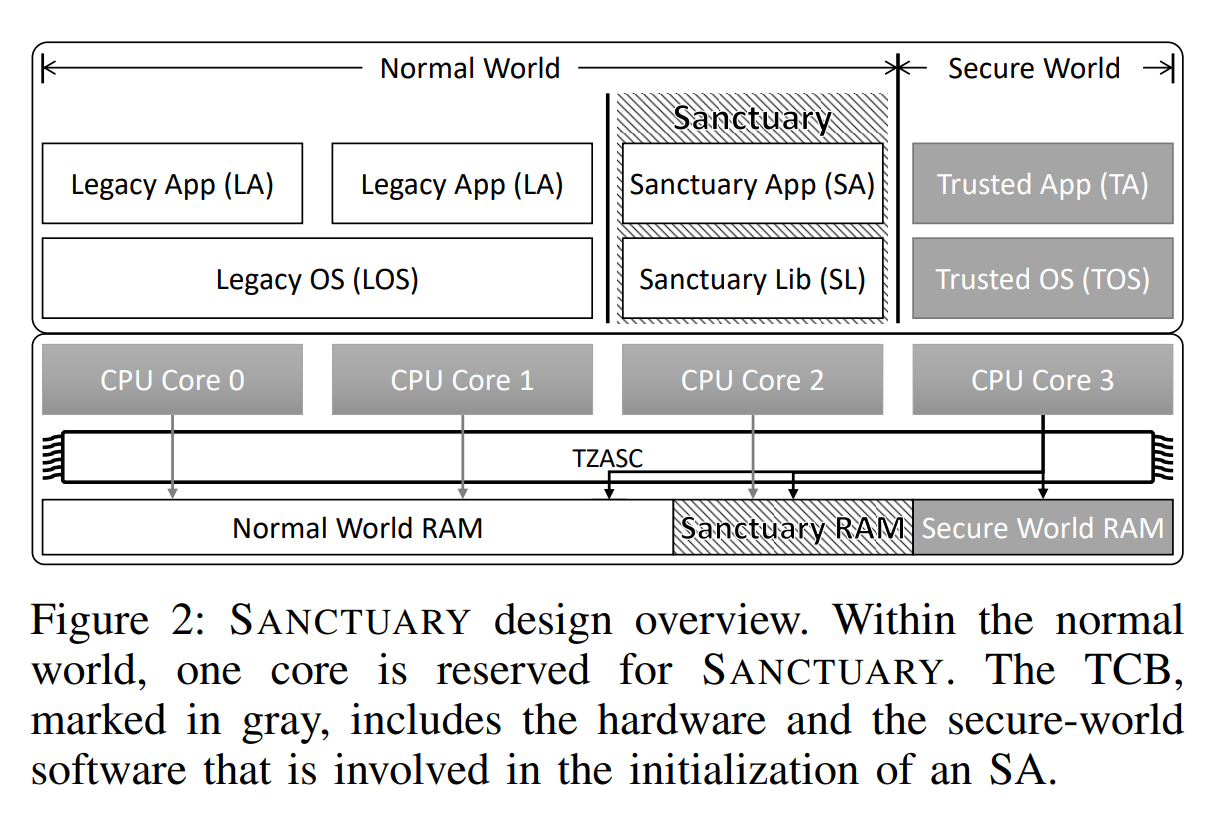 Normal World
Secure World
Sanctuary
Legacy App (LA)
Legacy App (LA)
Sanctuary App (SA)
Trusted App (TA)
Legacy OS (LOS)
Sanctuary Lib (SL)
Trusted OS (TOS)
CPU Core 0
CPU Core 1
CPU Core 2
CPU Core 3
TZASC
Normal World RAM
Sanctuary RAM
Secure World RAM
Figure 2: SANCTUARY design overview. Within the normal
world, one core is reserved for SANCTUARY. The TCB,
marked in gray, includes the hardware and the secure-world
software that is involved in the initialization of an SA.